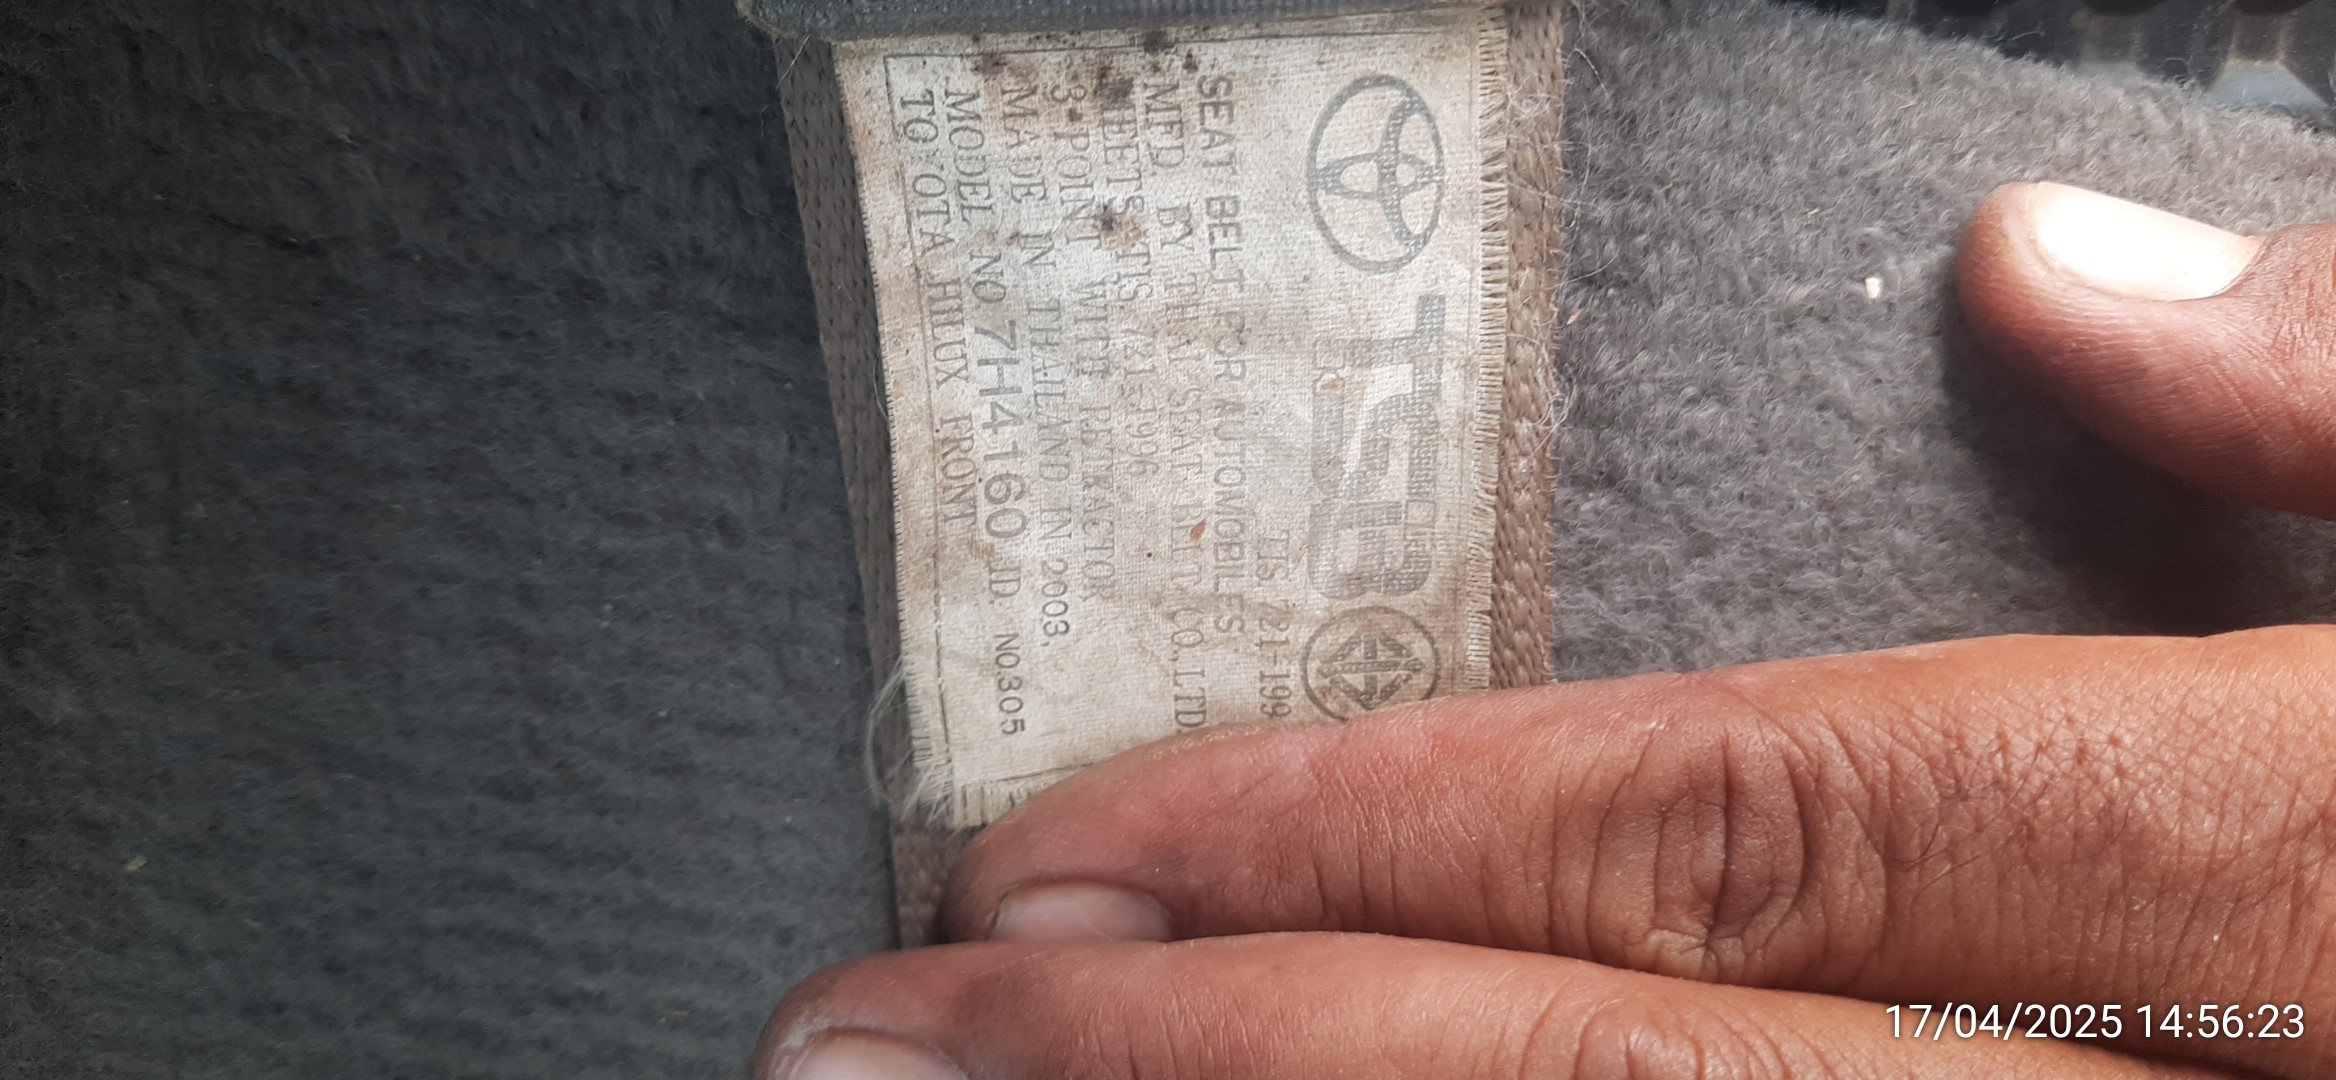 TSB
TIS 721-199
SEAT BELT FOR AUTOMOBILES
MFD BY THAI SEAT BELT CO.,LTD.
MEETS TIS 721-1996
3-POINT WITH RETRACTOR
MADE IN THAILAND IN 2003.
MODEL NO 7H4160 JD: NO.305
TOYOTA HILUX FRONT
17/04/2025 14:56:23